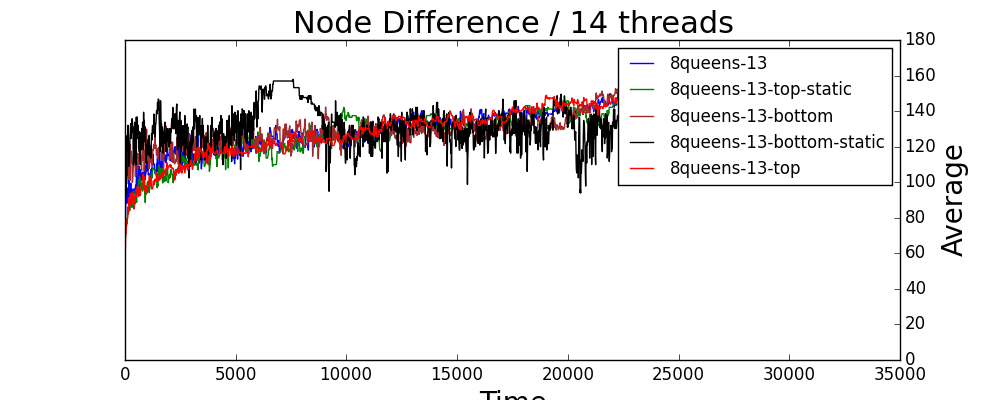 Node Difference / 14 threads
180
160
140
120
100
80
60
40
20
0
Average
8queens-13
8queens-13-top-static
8queens-13-bottom
8queens-13-bottom-static
8queens-13-top
0 5000 10000 15000 20000 25000 30000 35000
Time